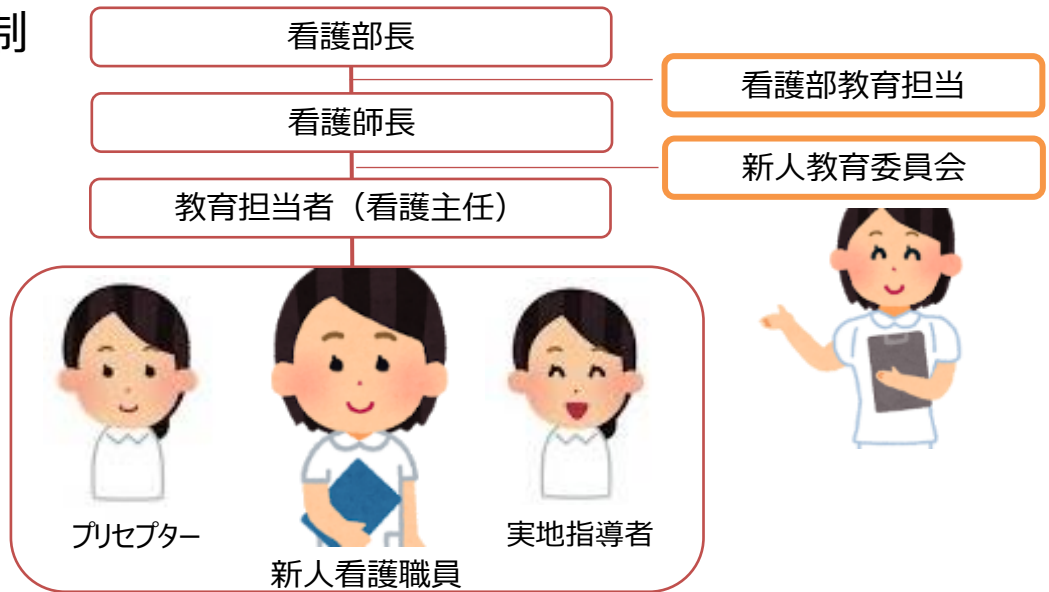 制
看護部長
看護部教育担当
看護師長
新人教育委員会
教育担当者（看護主任）
プリセプター
実地指導者
新人看護職員